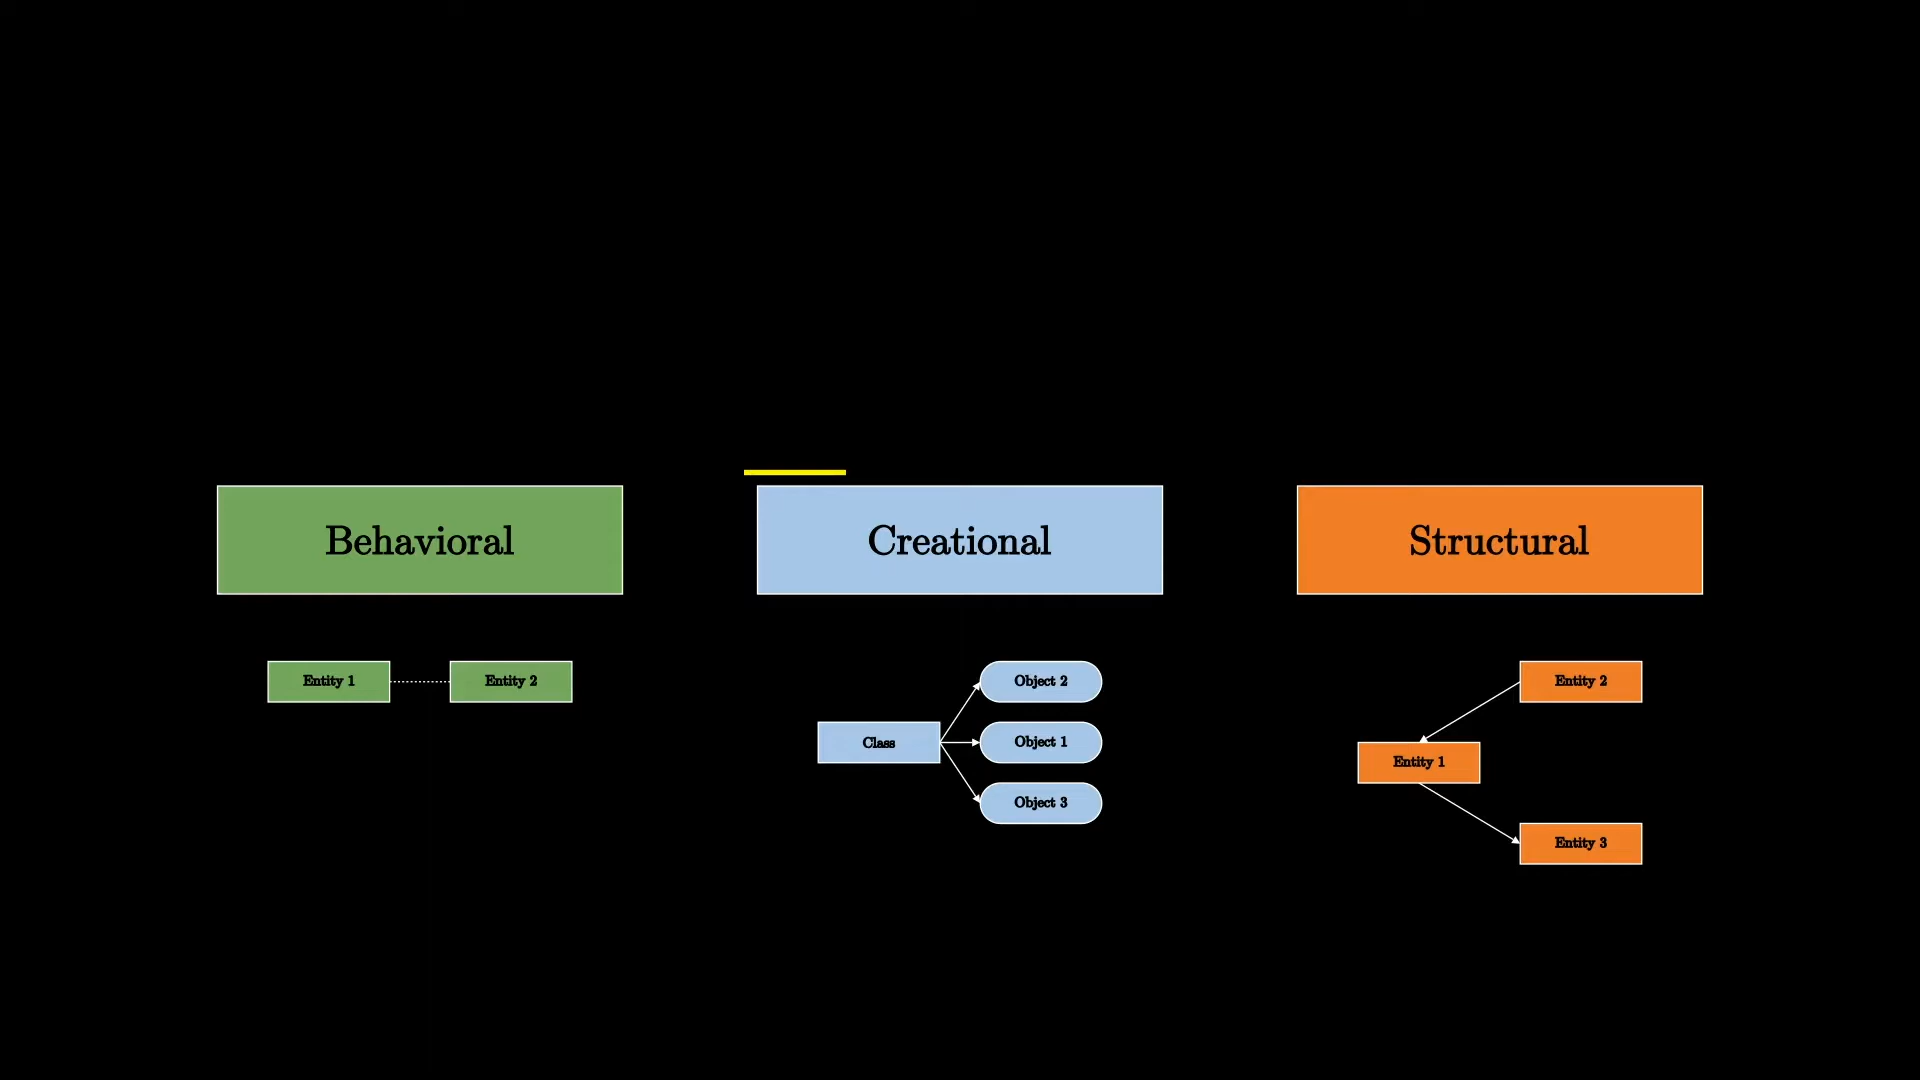 Behavioral
Creational
Structural
Entity 1
Entity 2
Class
Object 2
Object 1
Object 3
Entity 2
Entity 1
Entity 3